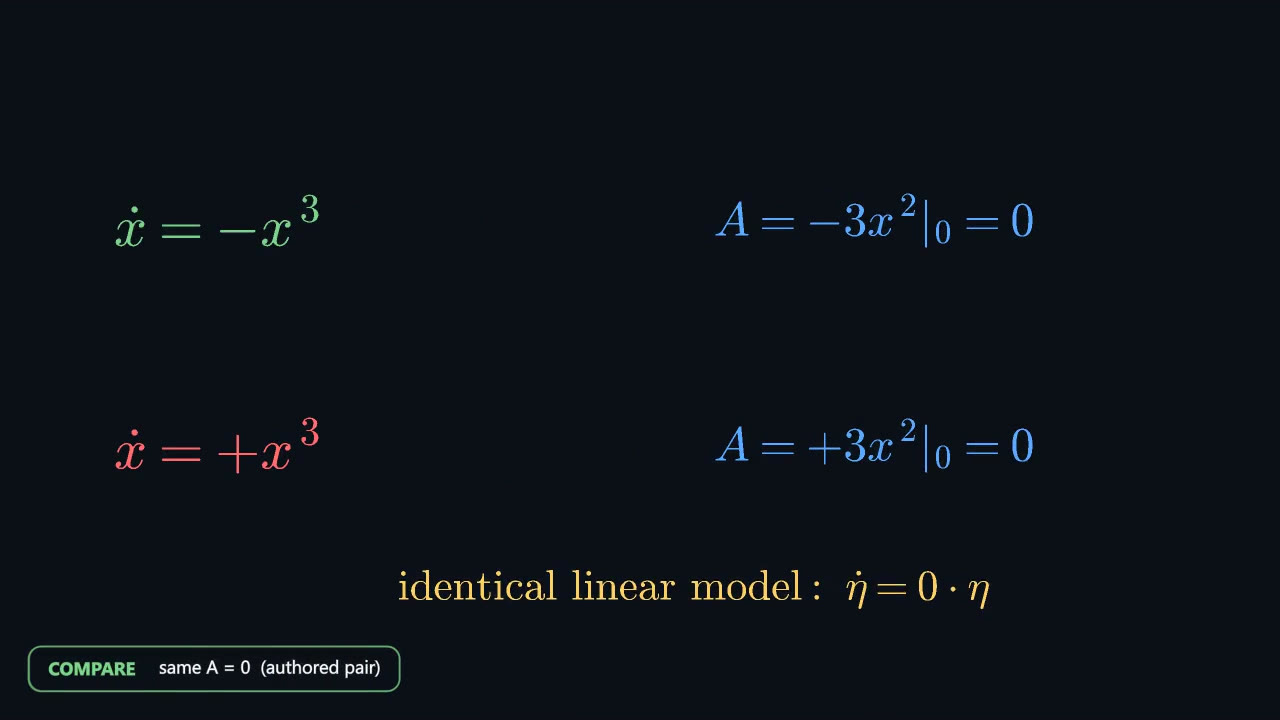 ẋ = −x³
A = −3x²|₀ = 0
ẋ = +x³
A = +3x²|₀ = 0
identical linear model: η̇ = 0 · η
COMPARE same A = 0 (authored pair)